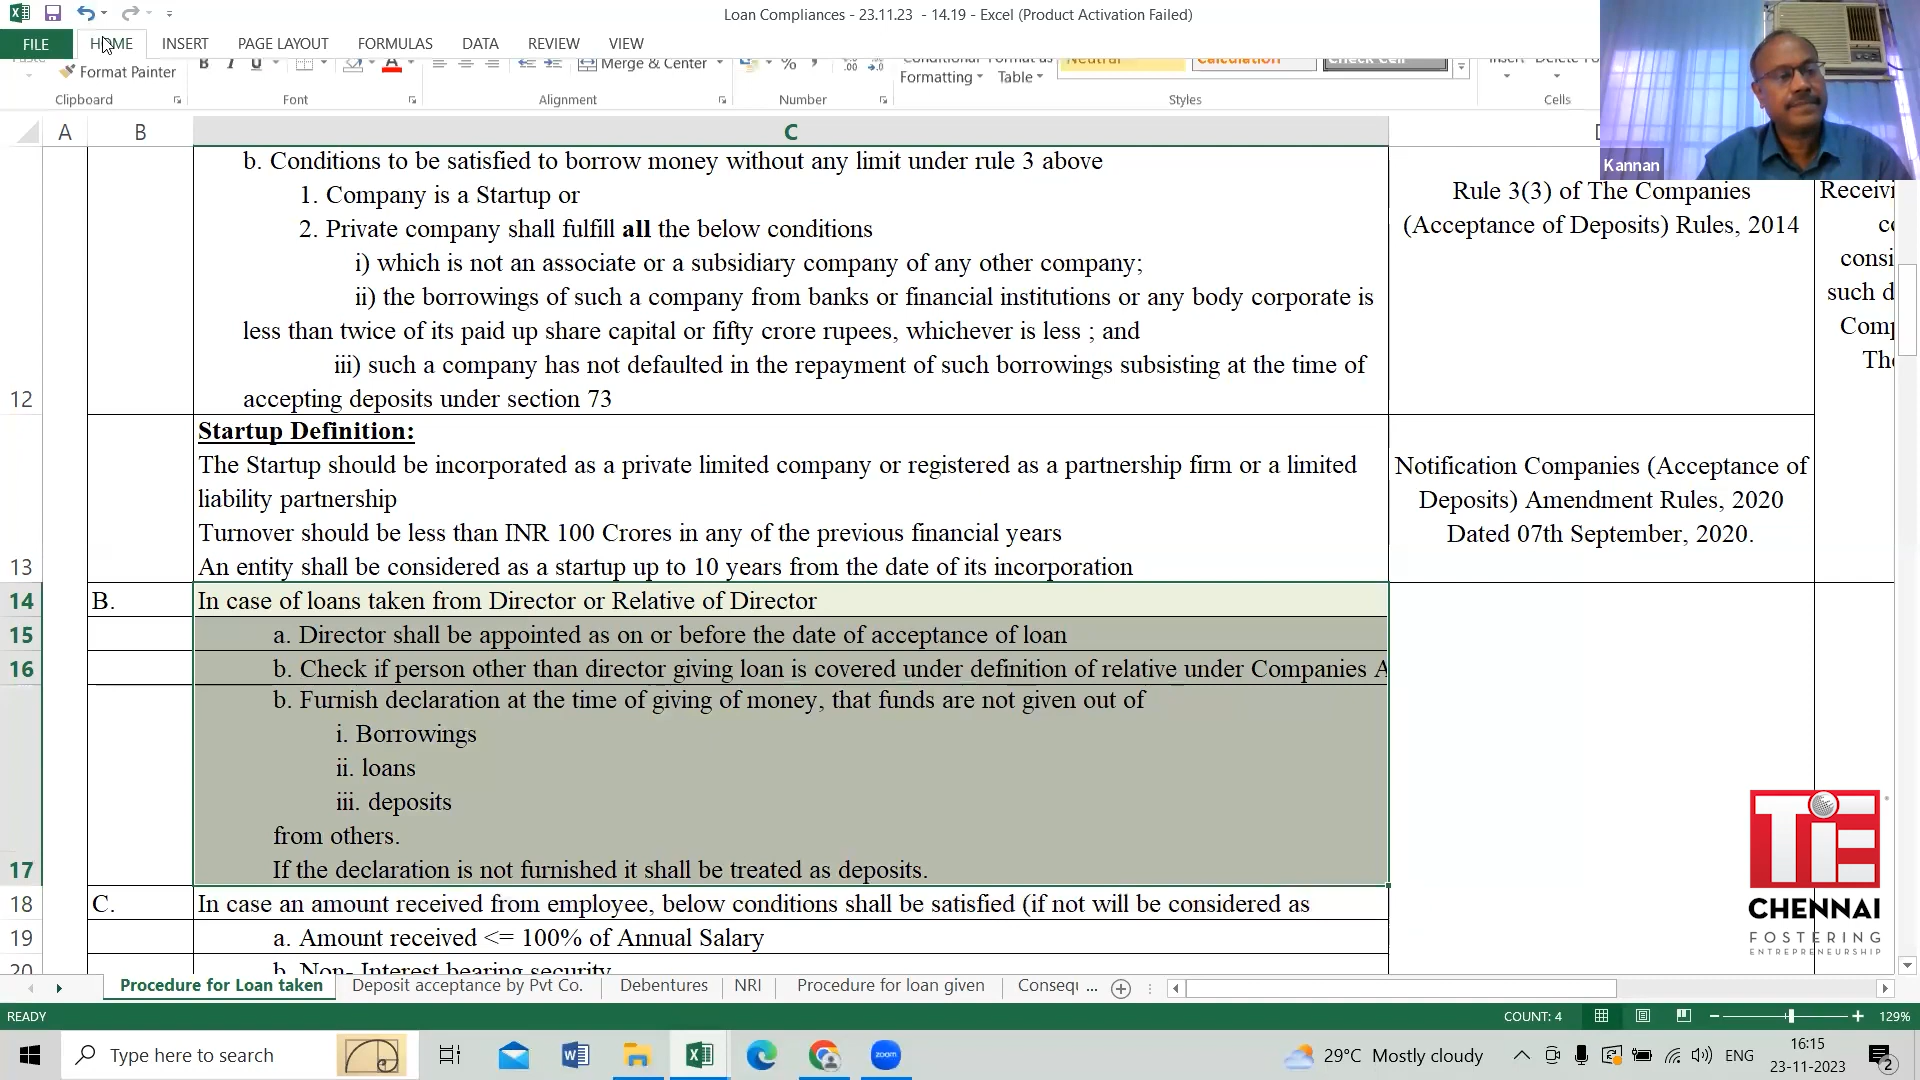 Loan Compliances - 23.11.23 - 14.19 - Excel (Product Activation Failed)
FILE HOME INSERT PAGE LAYOUT FORMULAS DATA REVIEW VIEW
Format Painter
B I U
Merge & Center
%
Formatting
Table
Neutral Calculation Check Cell
Clipboard Font Alignment Number Styles Cells
Kannan
A B C
b. Conditions to be satisfied to borrow money without any limit under rule 3 above
1. Company is a Startup or
2. Private company shall fulfill all the below conditions
i) which is not an associate or a subsidiary company of any other company;
ii) the borrowings of such a company from banks or financial institutions or any body corporate is
less than twice of its paid up share capital or fifty crore rupees, whichever is less ; and
iii) such a company has not defaulted in the repayment of such borrowings subsisting at the time of
12 accepting deposits under section 73
Rule 3(3) of The Companies
(Acceptance of Deposits) Rules, 2014
Startup Definition:
The Startup should be incorporated as a private limited company or registered as a partnership firm or a limited
liability partnership
Turnover should be less than INR 100 Crores in any of the previous financial years
13 An entity shall be considered as a startup up to 10 years from the date of its incorporation
Notification Companies (Acceptance of
Deposits) Amendment Rules, 2020
Dated 07th September, 2020.
14 B. In case of loans taken from Director or Relative of Director
15 a. Director shall be appointed as on or before the date of acceptance of loan
16 b. Check if person other than director giving loan is covered under definition of relative under Companies A
b. Furnish declaration at the time of giving of money, that funds are not given out of
i. Borrowings
ii. loans
iii. deposits
from others.
17 If the declaration is not furnished it shall be treated as deposits.
18 C. In case an amount received from employee, below conditions shall be satisfied (if not will be considered as
19 a. Amount received <= 100% of Annual Salary
20 b. Non- Interest bearing security
TiE
CHENNAI
FOSTERING
ENTREPRENEURSHIP
Procedure for Loan taken Deposit acceptance by Pvt Co. Debentures NRI Procedure for loan given Consequ ...
READY COUNT: 4 129%
Type here to search
zoom
29°C Mostly cloudy
ENG
16:15
23-11-2023
2